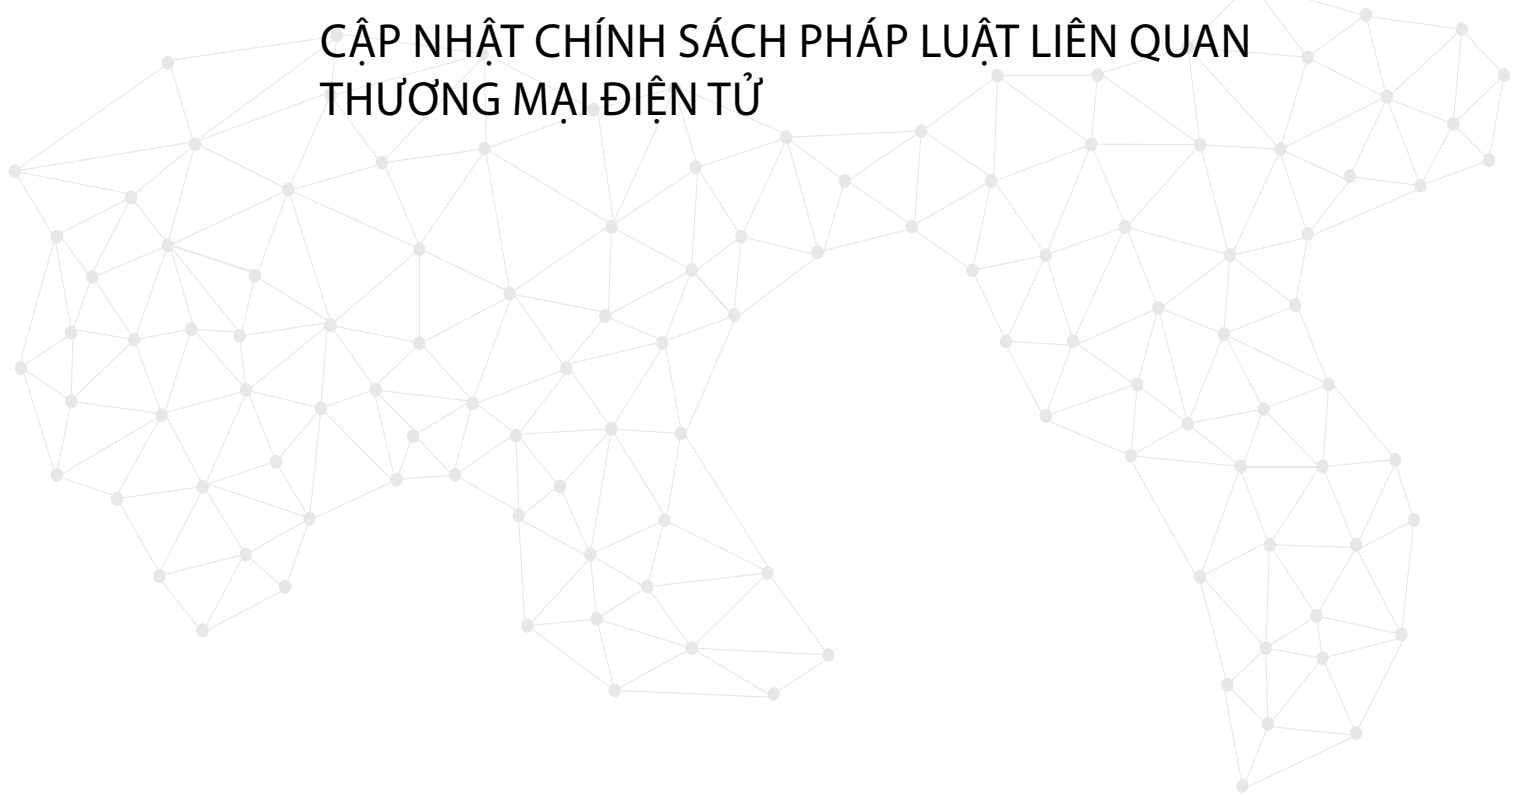 CẬP NHẬT CHÍNH SÁCH PHÁP LUẬT LIÊN QUAN
THƯƠNG MẠI ĐIỆN TỬ